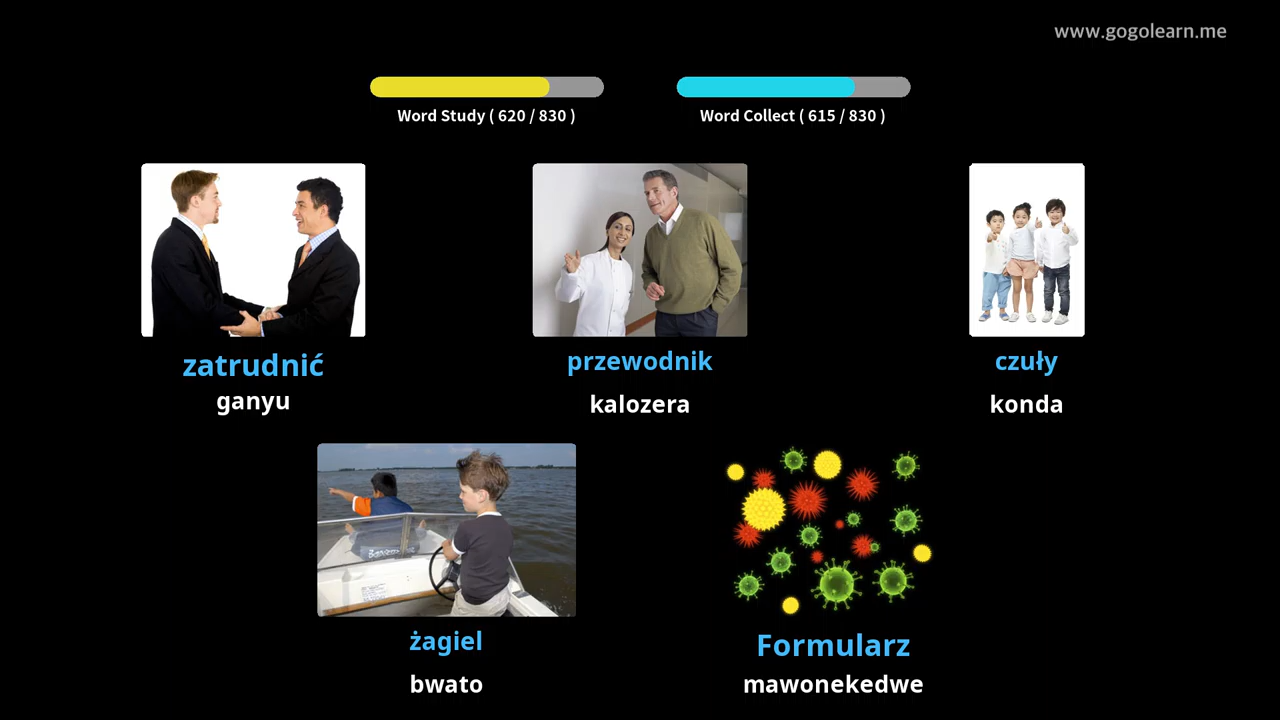 www.gogolearn.me
Word Study ( 620 / 830 )
Word Collect ( 615 / 830 )
zatrudnić
ganyu
przewodnik
kalozera
czuły
konda
żagiel
bwato
Formularz
mawonekedwe